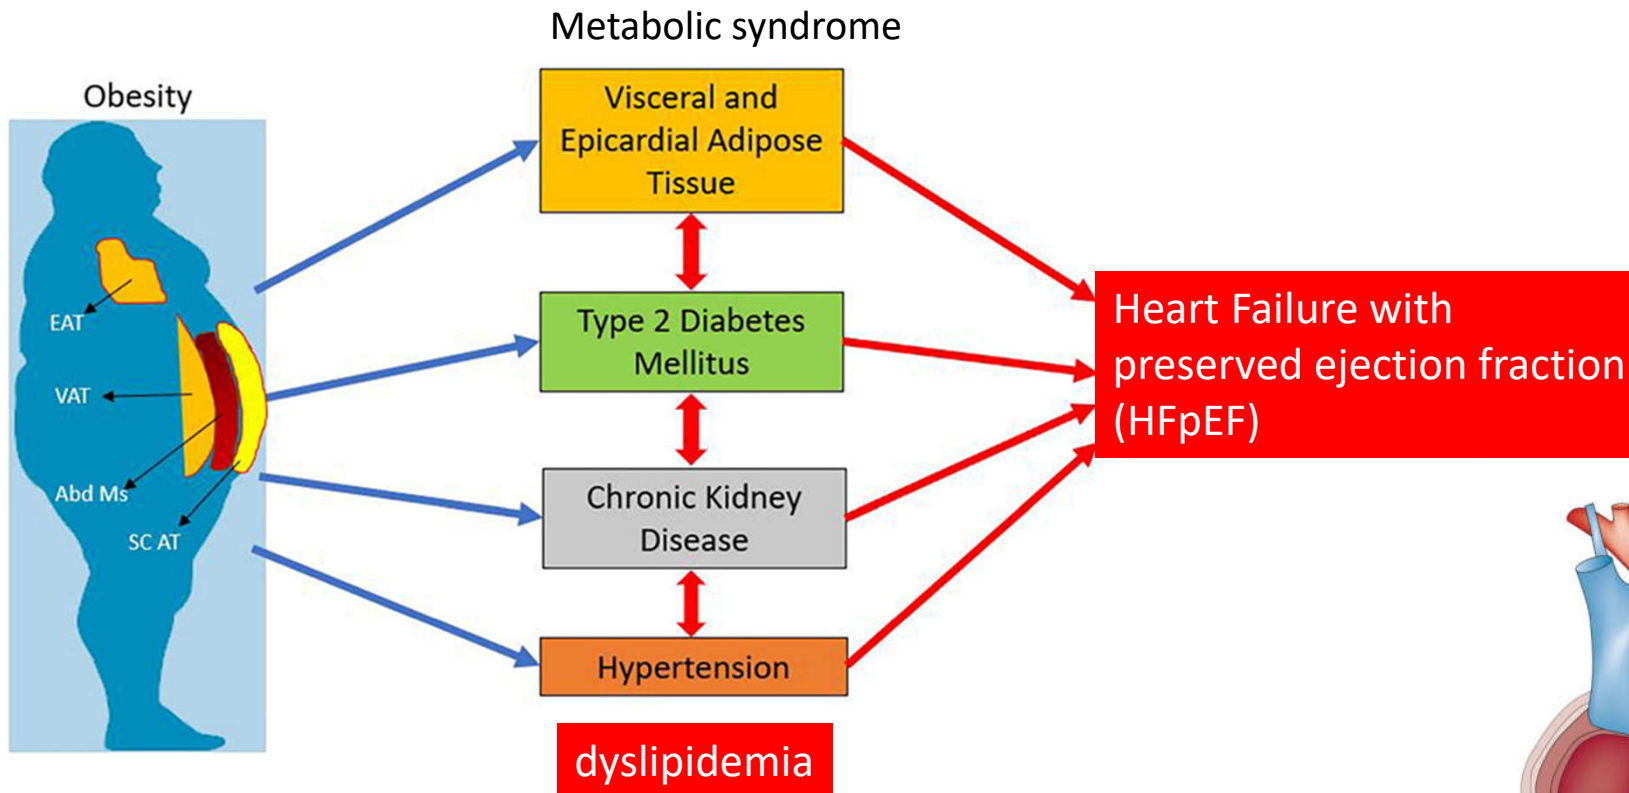 Metabolic syndrome
Obesity
EAT
VAT
Abd Ms
SC AT
Visceral and
Epicardial Adipose
Tissue
Type 2 Diabetes
Mellitus
Chronic Kidney
Disease
Hypertension
dyslipidemia
Heart Failure with
preserved ejection fraction
(HFpEF)